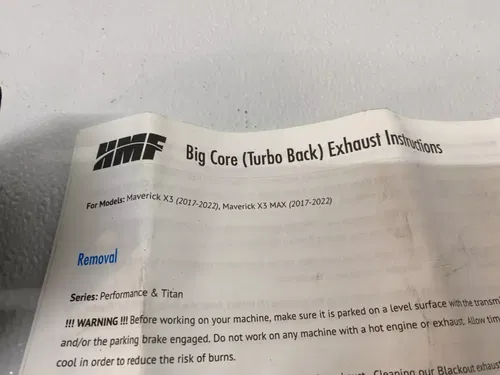 HMF Big Core (Turbo Back) Exhaust Instructions
For Models: Maverick X3 (2017-2022), Maverick X3 MAX (2017-2022)
Removal
Series: Performance & Titan
!!! WARNING !!! Before working on your machine, make sure it is parked on a level surface with the
and/or the parking brake engaged. Do not work on any machine with a hot engine or exhaust. Allow
cool in order to reduce the risk of burns.
Cleaning our Blackout